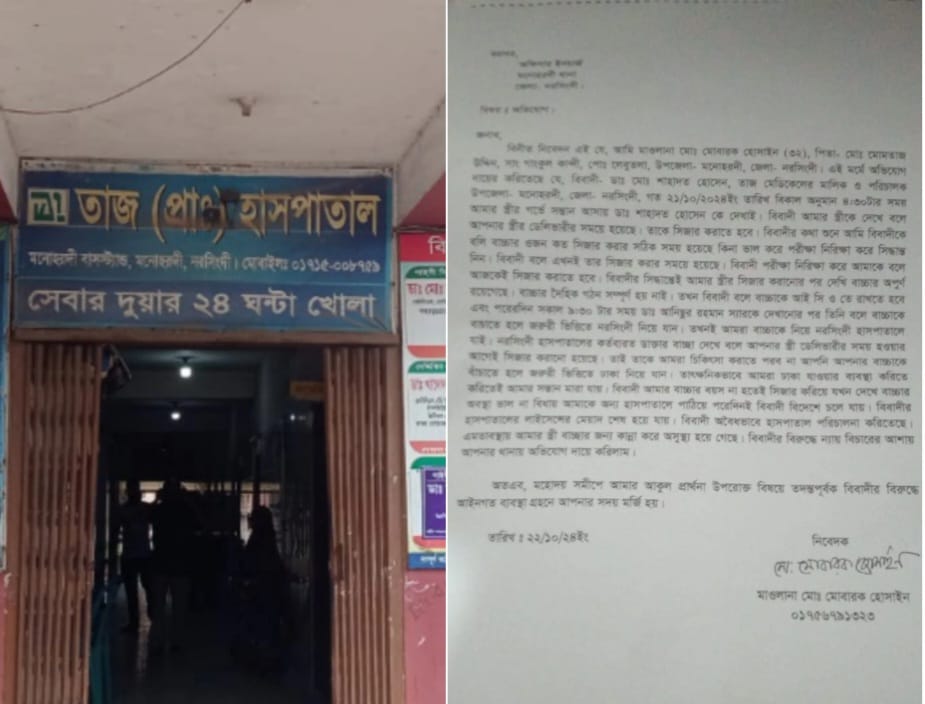 তাজ (প্রাঃ) হাসপাতাল
মনোহরদী বাসস্ট্যান্ড, মনোহরদী, নরসিংদী। মোবাইলঃ ০১৭১৫-০০৮৭৫৯
সেবার দুয়ার ২৪ ঘন্টা খোলা
বরাবর,
অফিসার ইনচার্জ
মনোহরদী থানা
জেলা- নরসিংদী।
বিষয়ঃ অভিযোগ।
জনাব,
বিনীত নিবেদন এই যে, আমি মাওলানা মোঃ মোবারক হোসাইন (৩২), পিতা- মোঃ মোমতাজ
উদ্দিন, সাং গাংকুল কান্দী, পোঃ লেবুতলা, উপজেলা- মনোহরদী, জেলা- নরসিংদী। এই মর্মে অভিযোগ
দায়ের করিতেছে যে, বিবাদী- ডাঃ মোঃ শাহাদত হোসেন, তাজ মেডিকেলের মালিক ও পরিচালক
উপজেলা- মনোহরদী, জেলা- নরসিংদী, গত ২১/১০/২০২৪ইং তারিখ বিকাল অনুমান ৪:৩০টার সময়
আমার স্ত্রীর গর্ভে সন্তান আসায় ডাঃ শাহাদত হোসেন কে দেখাই। বিবাদী আমার স্ত্রীকে দেখে বলে
আপনার স্ত্রীর ডেলিভারীর সময়ে হয়েছে। তাকে সিজার করাতে হবে। বিবাদীর কথা শুনে আমি বিবাদীকে
বলি বাচ্চার ওজন কত সিজার করার সঠিক সময় হয়েছে কিনা ভাল করে পরীক্ষা নিরিক্ষা করে সিদ্ধান্ত
নিন। বিবাদী বলে এখনই তার সিজার করার সময়ে হয়েছে। বিবাদী পরীক্ষা নিরিক্ষা করে আমাকে বলে
আজকেই সিজার করাতে হবে। বিবাদীর সিদ্ধান্তেই আমার স্ত্রীর সিজার করানোর পর দেখি বাচ্চার অপূর্ণ
রয়েগেছে। বাচ্চার দৈহিক গঠন সম্পূর্ণ হয় নাই। তখন বিবাদী বলে বাচ্চাকে আই সি ও তে রাখতে হবে
এবং পরেরদিন সকাল ৯:৩০ টার সময় ডাঃ আনিছুর রহমান স্যারকে দেখানোর পর তিনি বলে বাচ্চাকে
বাচাতে হলে জরুরী ভিত্তিতে নরসিংদী নিয়ে যান। তখনই আমরা বাচ্চাকে নিয়ে নরসিংদী হাসপাতালে
যাই। নরসিংদী হাসপাতালের কর্তবারত ডাক্তার বাচ্ছা দেখে বলে আপনার স্ত্রী ডেলিভারীর সময় হওয়ার
আগেই সিজার করানো হয়েছে। তাই তাকে আমরা চিকিৎসা করাতে পরব না আপনি আপনার বাচ্চাকে
বাঁচাতে হলে জরুরী ভিত্তিতে ঢাকা নিয়ে যান। তাৎক্ষনিকভাবে আমরা ঢাকা যাওয়ার ব্যবস্থা করিতে
করিতেই আমার সন্তান মারা যায়। বিবাদী আমার বাচ্চার বয়স না হতেই সিজার করিয়ে যখন দেখে বাচ্চার
অবস্থা ভাল না বিধায় আমাকে অন্য হাসপাতালে পাঠিয়ে পরেদিনই বিবাদী বিদেশে চলে যায়। বিবাদীর
হাসপাতালের লাইসেন্সের মেয়াদ শেষ হয়ে যায়। বিবাদী অবৈধভাবে হাসপাতাল পরিচালনা করিতেছে।
এমতাবস্থায় আমার স্ত্রী বাচ্চার জন্য কান্না করে অসুস্থা হয়ে গেছে। বিবাদীর বিরুদ্ধে ন্যায় বিচারের আশায়
আপনার থানায় অভিযোগ দায়ে করিলাম।
অতএব, মহোদয় সমীপে আমার আকুল প্রার্থনা উপরোক্ত বিষয়ে তদন্তপূর্বক বিবাদীর বিরুদ্ধে
আইনগত ব্যবস্থা গ্রহনে আপনার সদয় মর্জি হয়।
তারিখ ঃ ২২/১০/২৪ইং
নিবেদক
মো: মোবারক হোসাইন
মাওলানা মোঃ মোবারক হোসাইন
০১৭৫৬৭৯১৩২৩